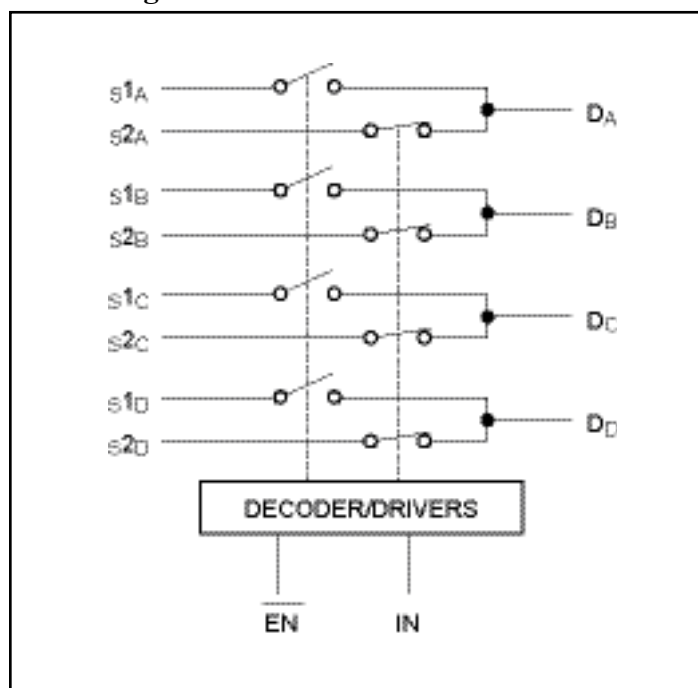 S1A
DA
S2A
S1B
DB
S2B
S1C
DC
S2C
S1D
DD
S2D
DECODER/DRIVERS
EN IN